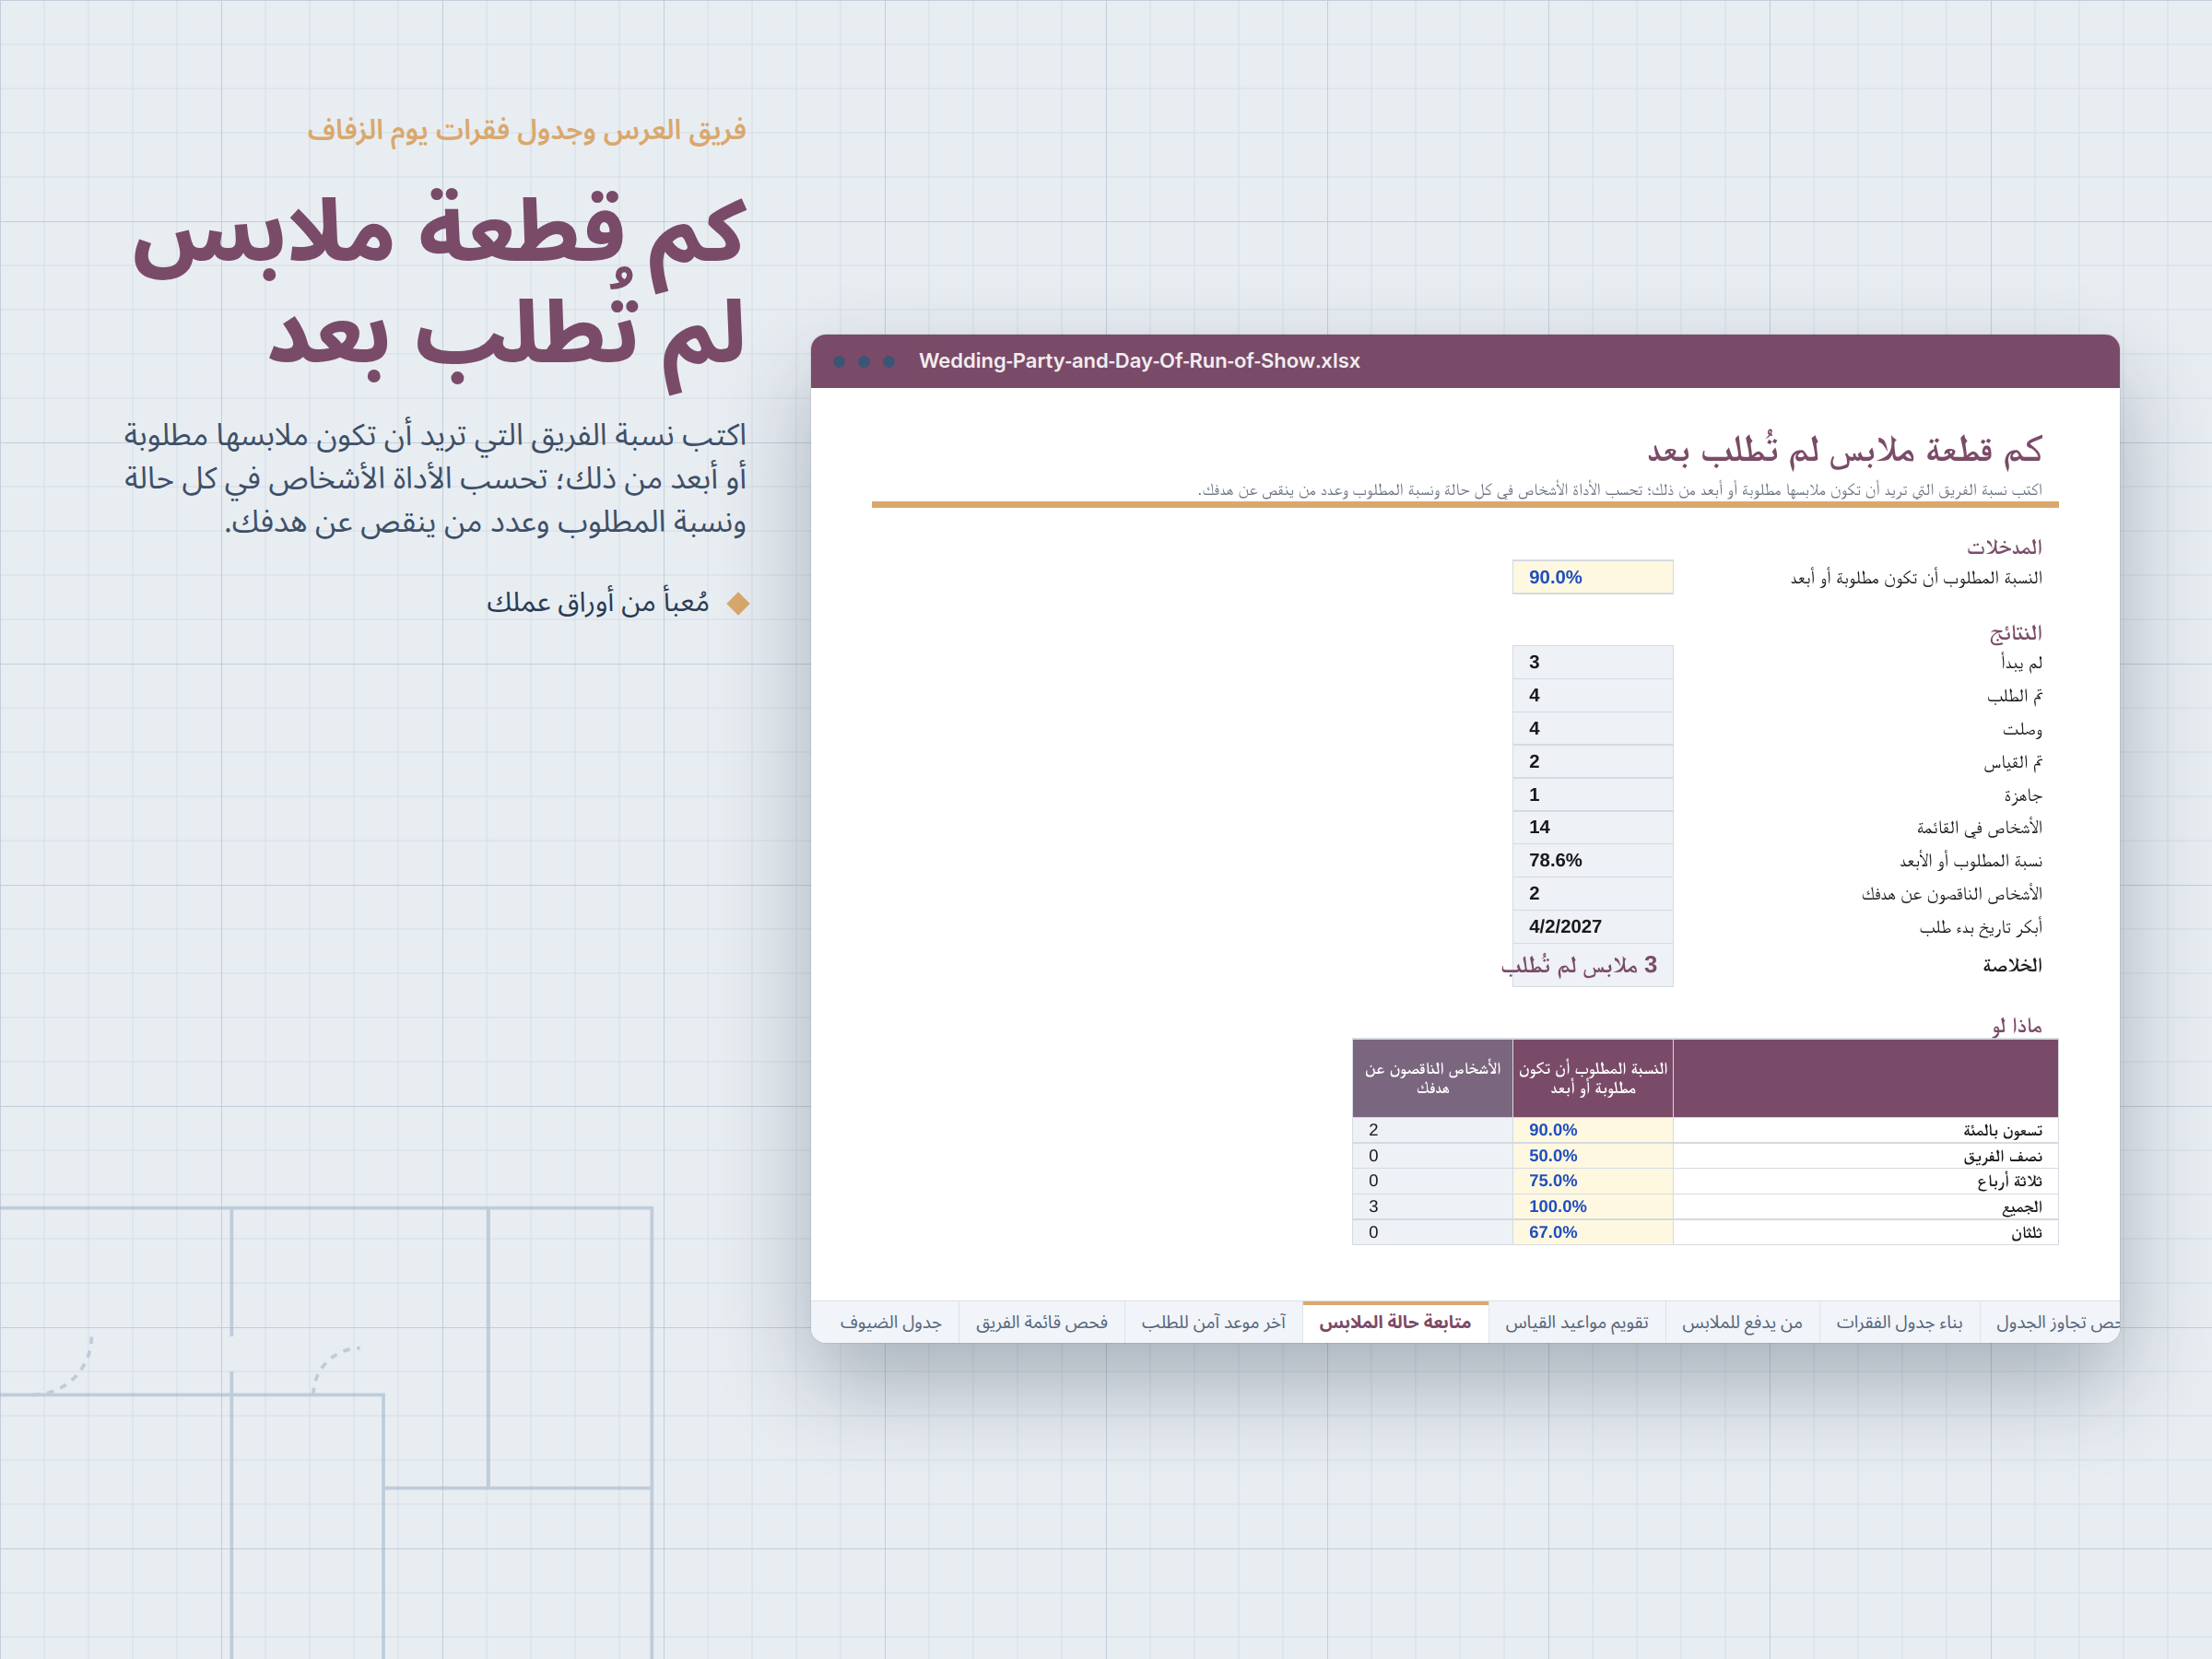 فريق العرس وجدول فقرات يوم الزفاف
كم قطعة ملابس
لم تُطلب بعد
اكتب نسبة الفريق التي تريد أن تكون ملابسها مطلوبة
أو أبعد من ذلك؛ تحسب الأداة الأشخاص في كل حالة
ونسبة المطلوب وعدد من ينقص عن هدفك.
مُعبأ من أوراق عملك
Wedding-Party-and-Day-Of-Run-of-Show.xlsx
كم قطعة ملابس لم تُطلب بعد
اكتب نسبة الفريق التي تريد أن تكون ملابسها مطلوبة أو أبعد من ذلك؛ تحسب الأداة الأشخاص في كل حالة ونسبة المطلوب وعدد من ينقص عن هدفك.
المدخلات
النسبة المطلوب أن تكون مطلوبة أو أبعد 90.0%
النتائج
لم يبدأ 3
تم الطلب 4
وصلت 4
تم القياس 2
جاهزة 1
الأشخاص في القائمة 14
نسبة المطلوب أو الأبعد 78.6%
الأشخاص الناقصون عن هدفك 2
أبكر تاريخ بدء طلب 4/2/2027
الخلاصة 3 ملابس لم تُطلب
ماذا لو
النسبة المطلوب أن تكون مطلوبة أو أبعد الأشخاص الناقصون عن هدفك
تسعون بالمئة 90.0% 2
نصف الفريق 50.0% 0
ثلاثة أرباع 75.0% 0
الجميع 100.0% 3
ثلثان 67.0% 0
حص تجاوز الجدول بناء جدول الفقرات من يدفع للملابس تقويم مواعيد القياس متابعة حالة الملابس آخر موعد آمن للطلب فحص قائمة الفريق جدول الضيوف